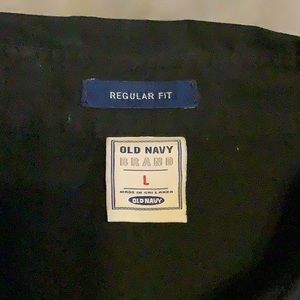 REGULAR FIT
OLD NAVY
BRAND
L
MADE IN SRI LANKA
OLD NAVY